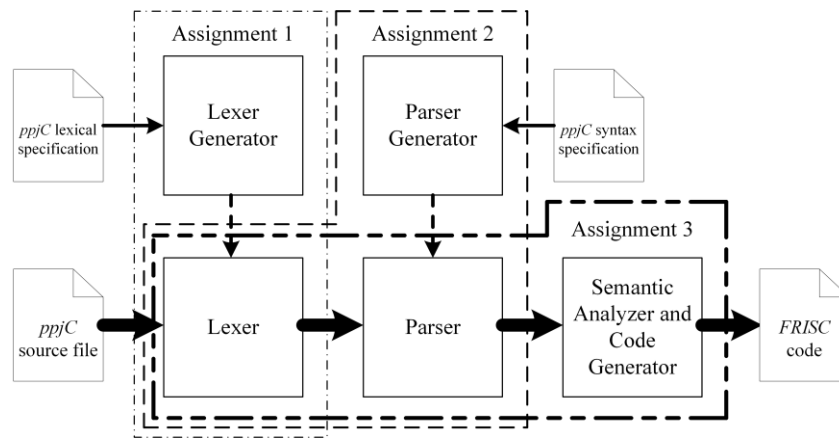 Assignment 1
Assignment 2
ppjC lexical
specification
Lexer
Generator
Parser
Generator
ppjC syntax
specification
Assignment 3
ppjC
source file
Lexer
Parser
Semantic
Analyzer and
Code
Generator
FRISC
code